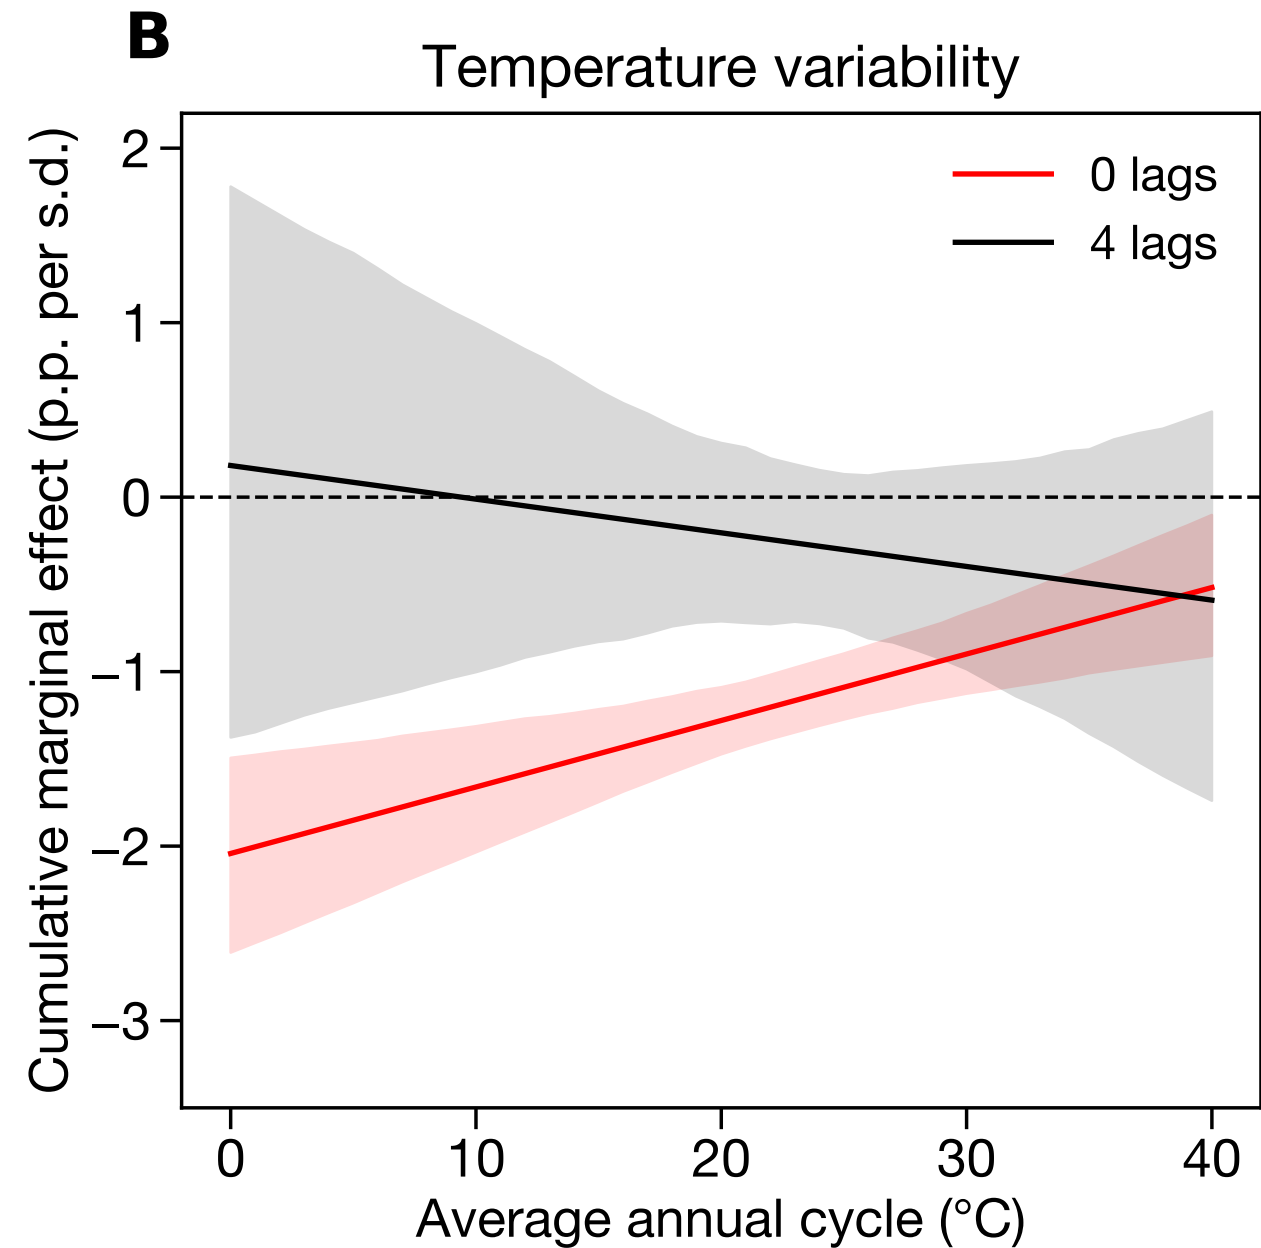 B
Temperature variability
Cumulative marginal effect (p.p. per s.d.)
2
1
0
−1
−2
−3
0 lags
4 lags
0 10 20 30 40
Average annual cycle (°C)